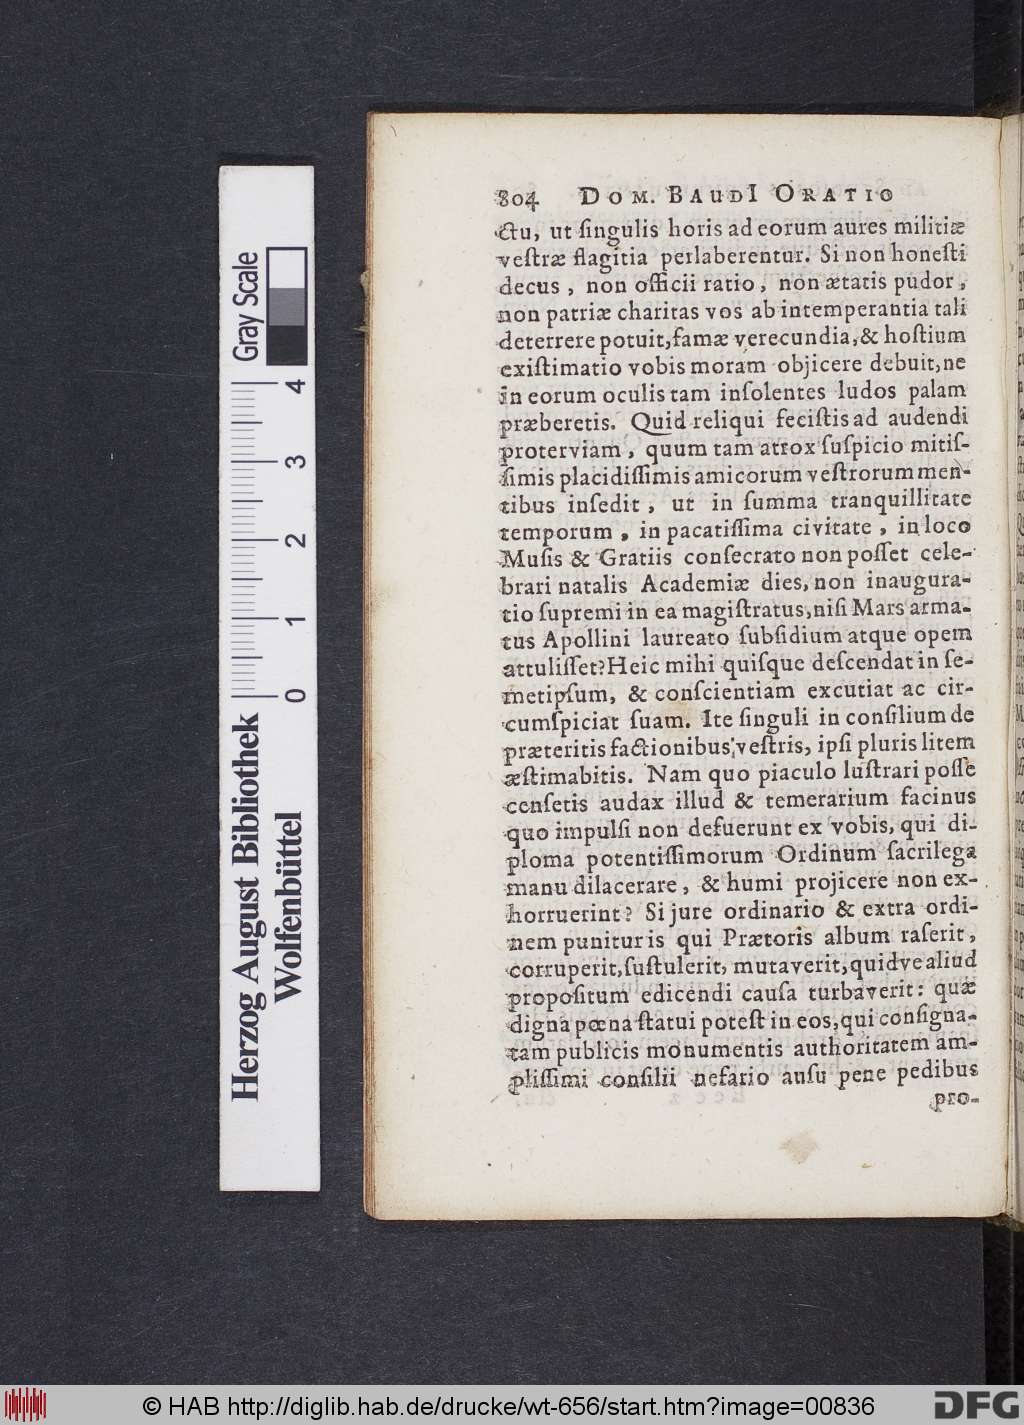 804 DOM. BAUDI ORATIO
ctu, ut ſingulis horis ad eorum aures militiæ
veſtræ flagitia perlaberentur. Si non honeſti
decus, non officii ratio, non ætatis pudor,
non patriæ charitas vos ab intemperantia tali
deterrere potuit, famæ verecundia, & hoſtium
exiſtimatio vobis moram objicere debuit, ne
in eorum oculis tam inſolentes ludos palam
præberetis. Quid reliqui feciſtis ad audendi
proterviam, quum tam atrox ſuſpicio mitiſ-
ſimis placidiſſimis amicorum veſtrorum men-
tibus inſedit, ut in ſumma tranquillitate
temporum, in pacatiſſima civitate, in loco
Muſis & Gratiis conſecrato non poſſet cele-
brari natalis Academiæ dies, non inaugura-
tio ſupremi in ea magiſtratus, niſi Mars arma-
tus Apollini laureato ſubſidium atque opem
attuliſſet? Heic mihi quiſque deſcendat in ſe-
metipſum, & conſcientiam excutiat ac cir-
cumſpiciat ſuam. Ite ſinguli in conſilium de
præteritis factionibus veſtris, ipſi pluris litem
æſtimabitis. Nam quo piaculo luſtrari poſſe
cenſetis audax illud & temerarium facinus
quo impulſi non defuerunt ex vobis, qui di-
ploma potentiſſimorum Ordinum ſacrilega
manu dilacerare, & humi projicere non ex-
horruerint? Si jure ordinario & extra ordi-
nem punitur is qui Prætoris album raſerit,
corruperit, ſuſtulerit, mutaverit, quidve aliud
propoſitum edicendi cauſa turbaverit: quæ
digna pœna ſtatui poteſt in eos, qui conſigna-
tam publicis monumentis authoritatem am-
pliſſimi conſilii nefario auſu pene pedibus
pro-
Herzog August Bibliothek
Wolfenbüttel
0 1 2 3 4
Gray Scale
© HAB http://diglib.hab.de/drucke/wt-656/start.htm?image=00836
DFG